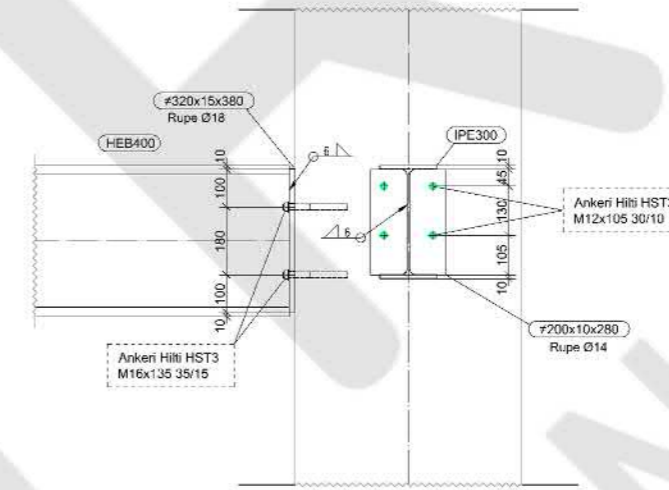 ≠320x15x380
Rupe Ø18
HEB400
6
IPE300
10
100
180
100
10
10
45
130
105
10
6
Ankeri Hilti HST3
M12x105 30/10
≠200x10x280
Rupe Ø14
Ankeri Hilti HST3
M16x135 35/15